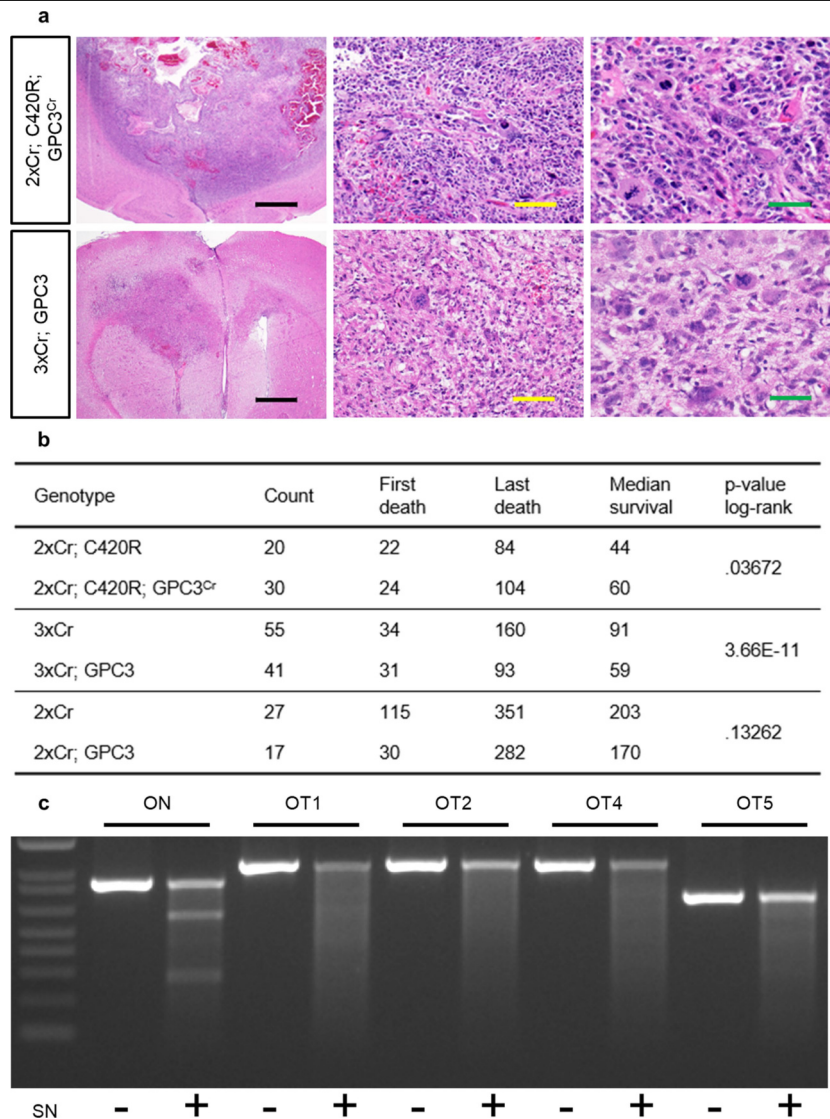 a
2xCr; C420R;
GPC3Cr
3xCr; GPC3
b
Genotype Count First death Last death Median survival p-value log-rank
2xCr; C420R 20 22 84 44
.03672
2xCr; C420R; GPC3Cr 30 24 104 60
3xCr 55 34 160 91
3.66E-11
3xCr; GPC3 41 31 93 59
2xCr 27 115 351 203
.13262
2xCr; GPC3 17 30 282 170
c
ON OT1 OT2 OT4 OT5
SN - + - + - + - + - +